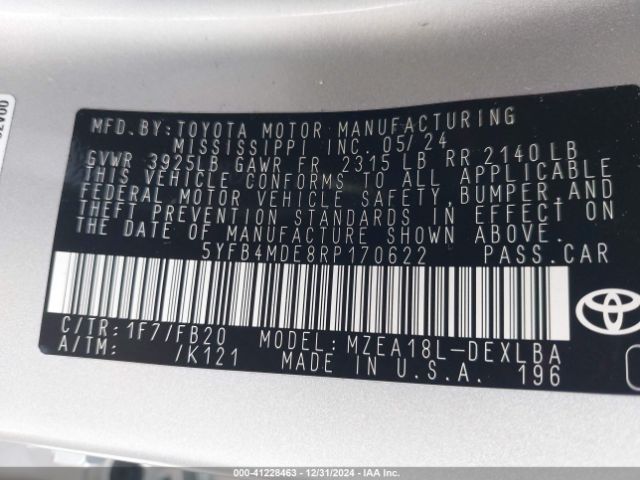 MFD.BY:TOYOTA MOTOR MANUFACTURING
MISSISSIPPI INC. 05/24
GVWR 3925LB GAWR FR 2315 LB RR 2140LB
THIS VEHICLE CONFORMS TO ALL APPLICABLE
FEDERAL MOTOR VEHICLE SAFETY,BUMPER,AND
THEFT PREVENTION STANDARDS IN EFFECT ON
THE DATE OF MANUFACTURE SHOWN ABOVE.
5YFB4MDE8RP170622 PASS.CAR
C/TR:1F7/FB20 MODEL:MZEA18L-DEXLBA
A/TM: /K121 MADE IN U.S.A. 196
000-41228463 - 12/31/2024 - IAA Inc.